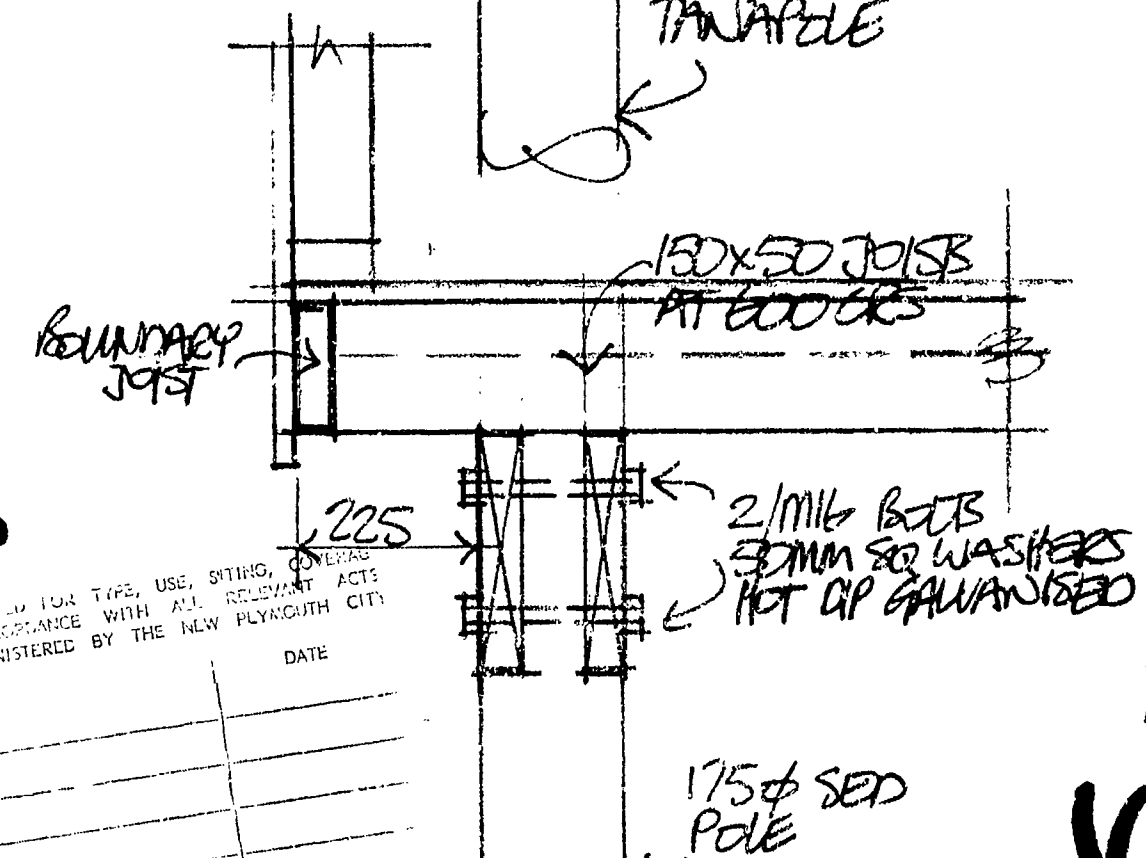 TANAPOLE
150x50 JOISTS
AT 600 CRS
BOUNDARY
JOIST
225
2/M16 BOLTS
50MM SQ WASHERS
HOT DIP GALVANISED
FOR TYPE, USE, SITING, COVERAG
WITH ALL RELEVANT ACTS
BY THE NEW PLYMOUTH CITY
DATE
175φ SED
POLE